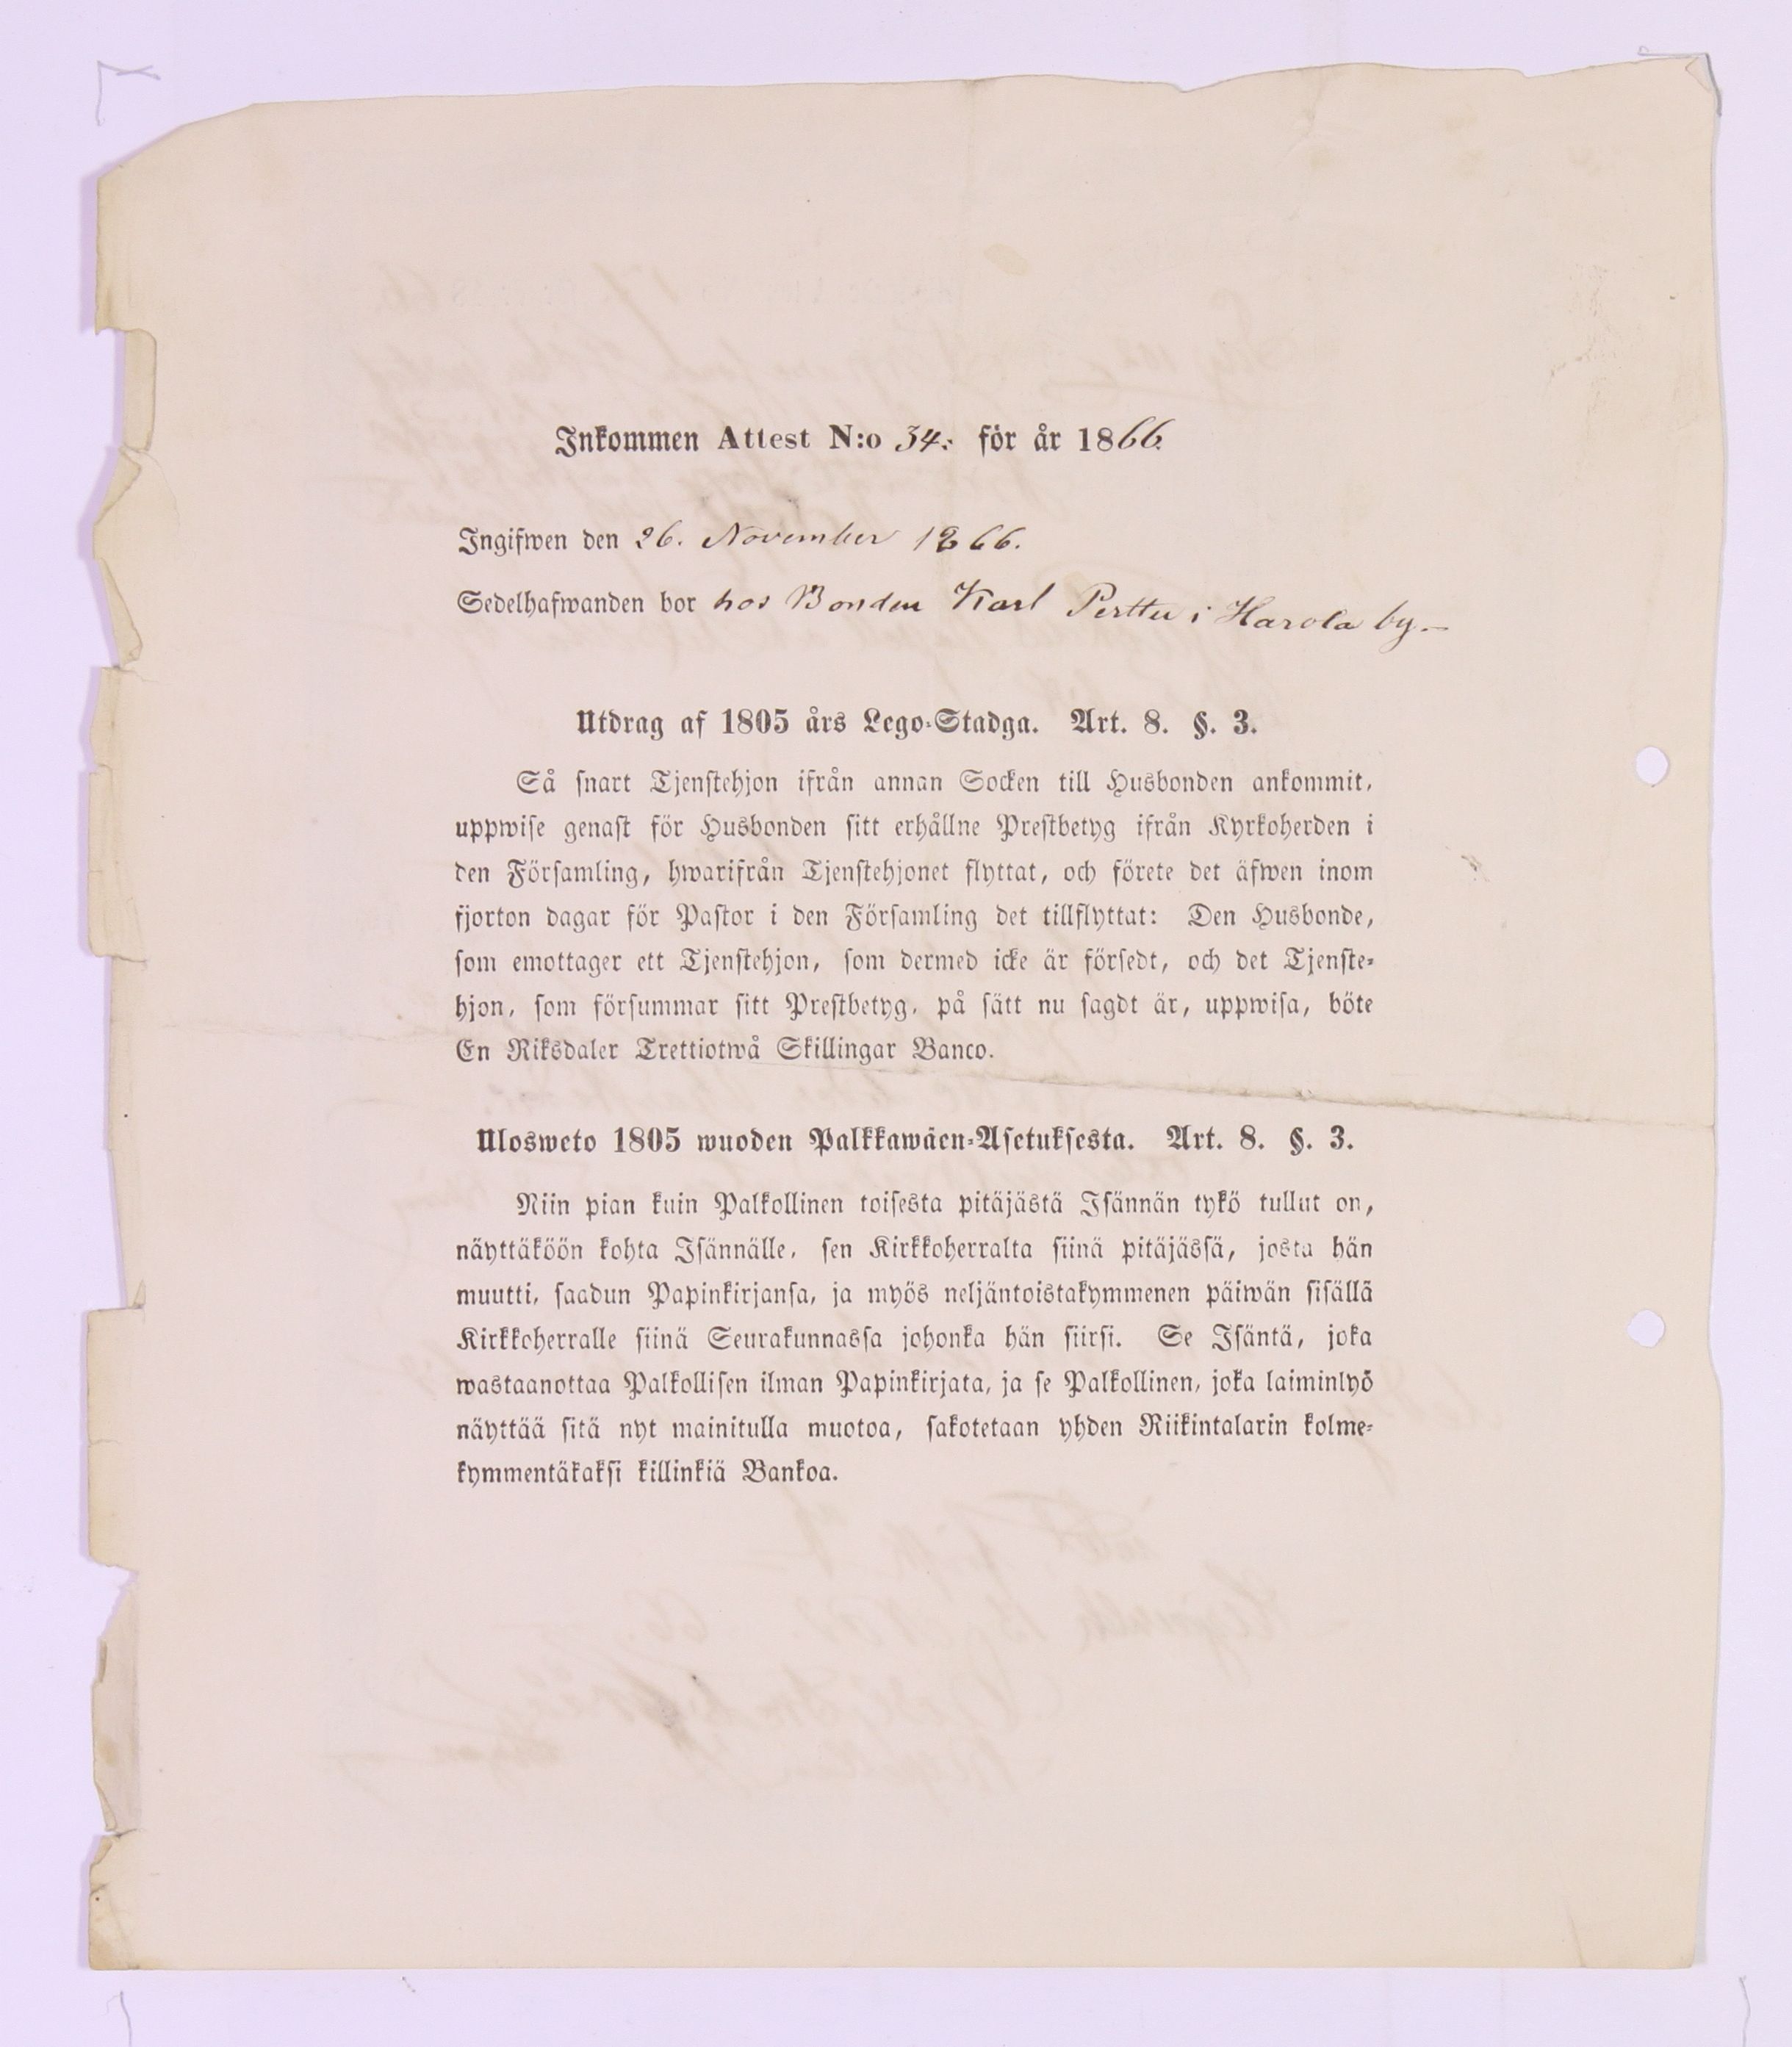 Inkommen Attest N:o 34: för år 1866.
Ingifwen den 26. November 1866.
Sedelhafwanden bor hos Bonden Karl Perttu i Harola by.-
Utdrag af 1805 års Lego-Stadga. Art. 8. §. 3.
Så snart Tjenstehjon ifrån annan Socken till Husbonden ankommit,
uppwise genast för Husbonden sitt erhållne Prestbetyg ifrån Kyrkoherden i
den Församling, hwarifrån Tjenstehjonet flyttat, och förete det äfwen inom
fjorton dagar för Pastor i den Församling det tillflyttat: Den Husbonde,
som emottager ett Tjenstehjon, som dermed icke är försedt, och det Tjenste-
hjon, som försummar sitt Prestbetyg, på sätt nu sagdt är, uppwisa, böte
En Riksdaler Trettiotwå Skillingar Banco.
Ulosweto 1805 wuoden Palkkawäen-Asetuksesta. Art. 8. §. 3.
Niin pian kuin Palkollinen toisesta pitäjästä Isännän tykö tullut on,
näyttäköön kohta Isännälle, sen Kirkkoherralta siinä pitäjässä, josta hän
muutti, saadun Papinkirjansa, ja myös neljäntoistakymmenen päiwän sisällä
Kirkkoherralle siinä Seurakunnassa johonka hän siirsi. Se Isäntä, joka
wastaanottaa Palkollisen ilman Papinkirjata, ja se Palkollinen, joka laiminlyö
näyttää sitä nyt mainitulla muotoa, sakotetaan yhden Riikintalarin kolme-
kymmentäkaksi killinkiä Bankoa.